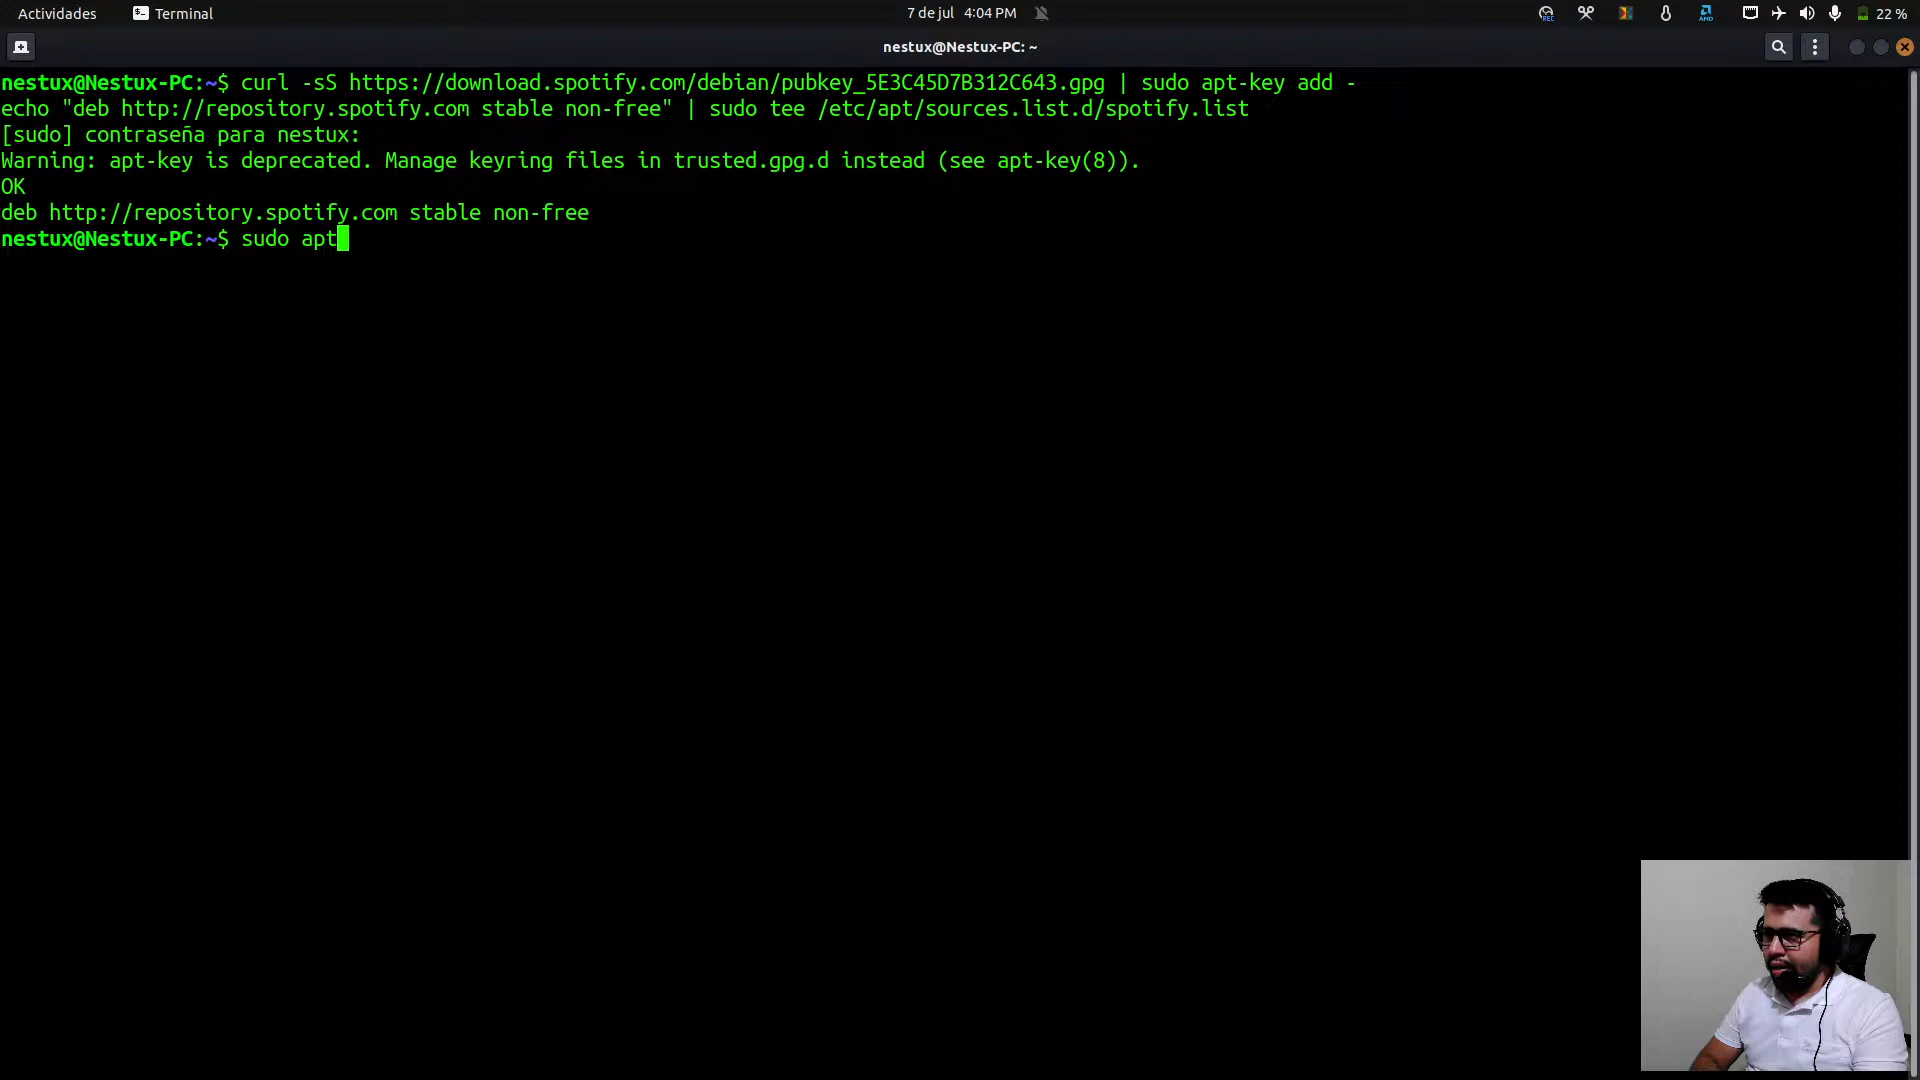 Actividades Terminal 7 de jul 4:04 PM 22 %
nestux@Nestux-PC: ~
nestux@Nestux-PC:~$ curl -sS https://download.spotify.com/debian/pubkey_5E3C45D7B312C643.gpg | sudo apt-key add -
echo "deb http://repository.spotify.com stable non-free" | sudo tee /etc/apt/sources.list.d/spotify.list
[sudo] contraseña para nestux:
Warning: apt-key is deprecated. Manage keyring files in trusted.gpg.d instead (see apt-key(8)).
OK
deb http://repository.spotify.com stable non-free
nestux@Nestux-PC:~$ sudo apt